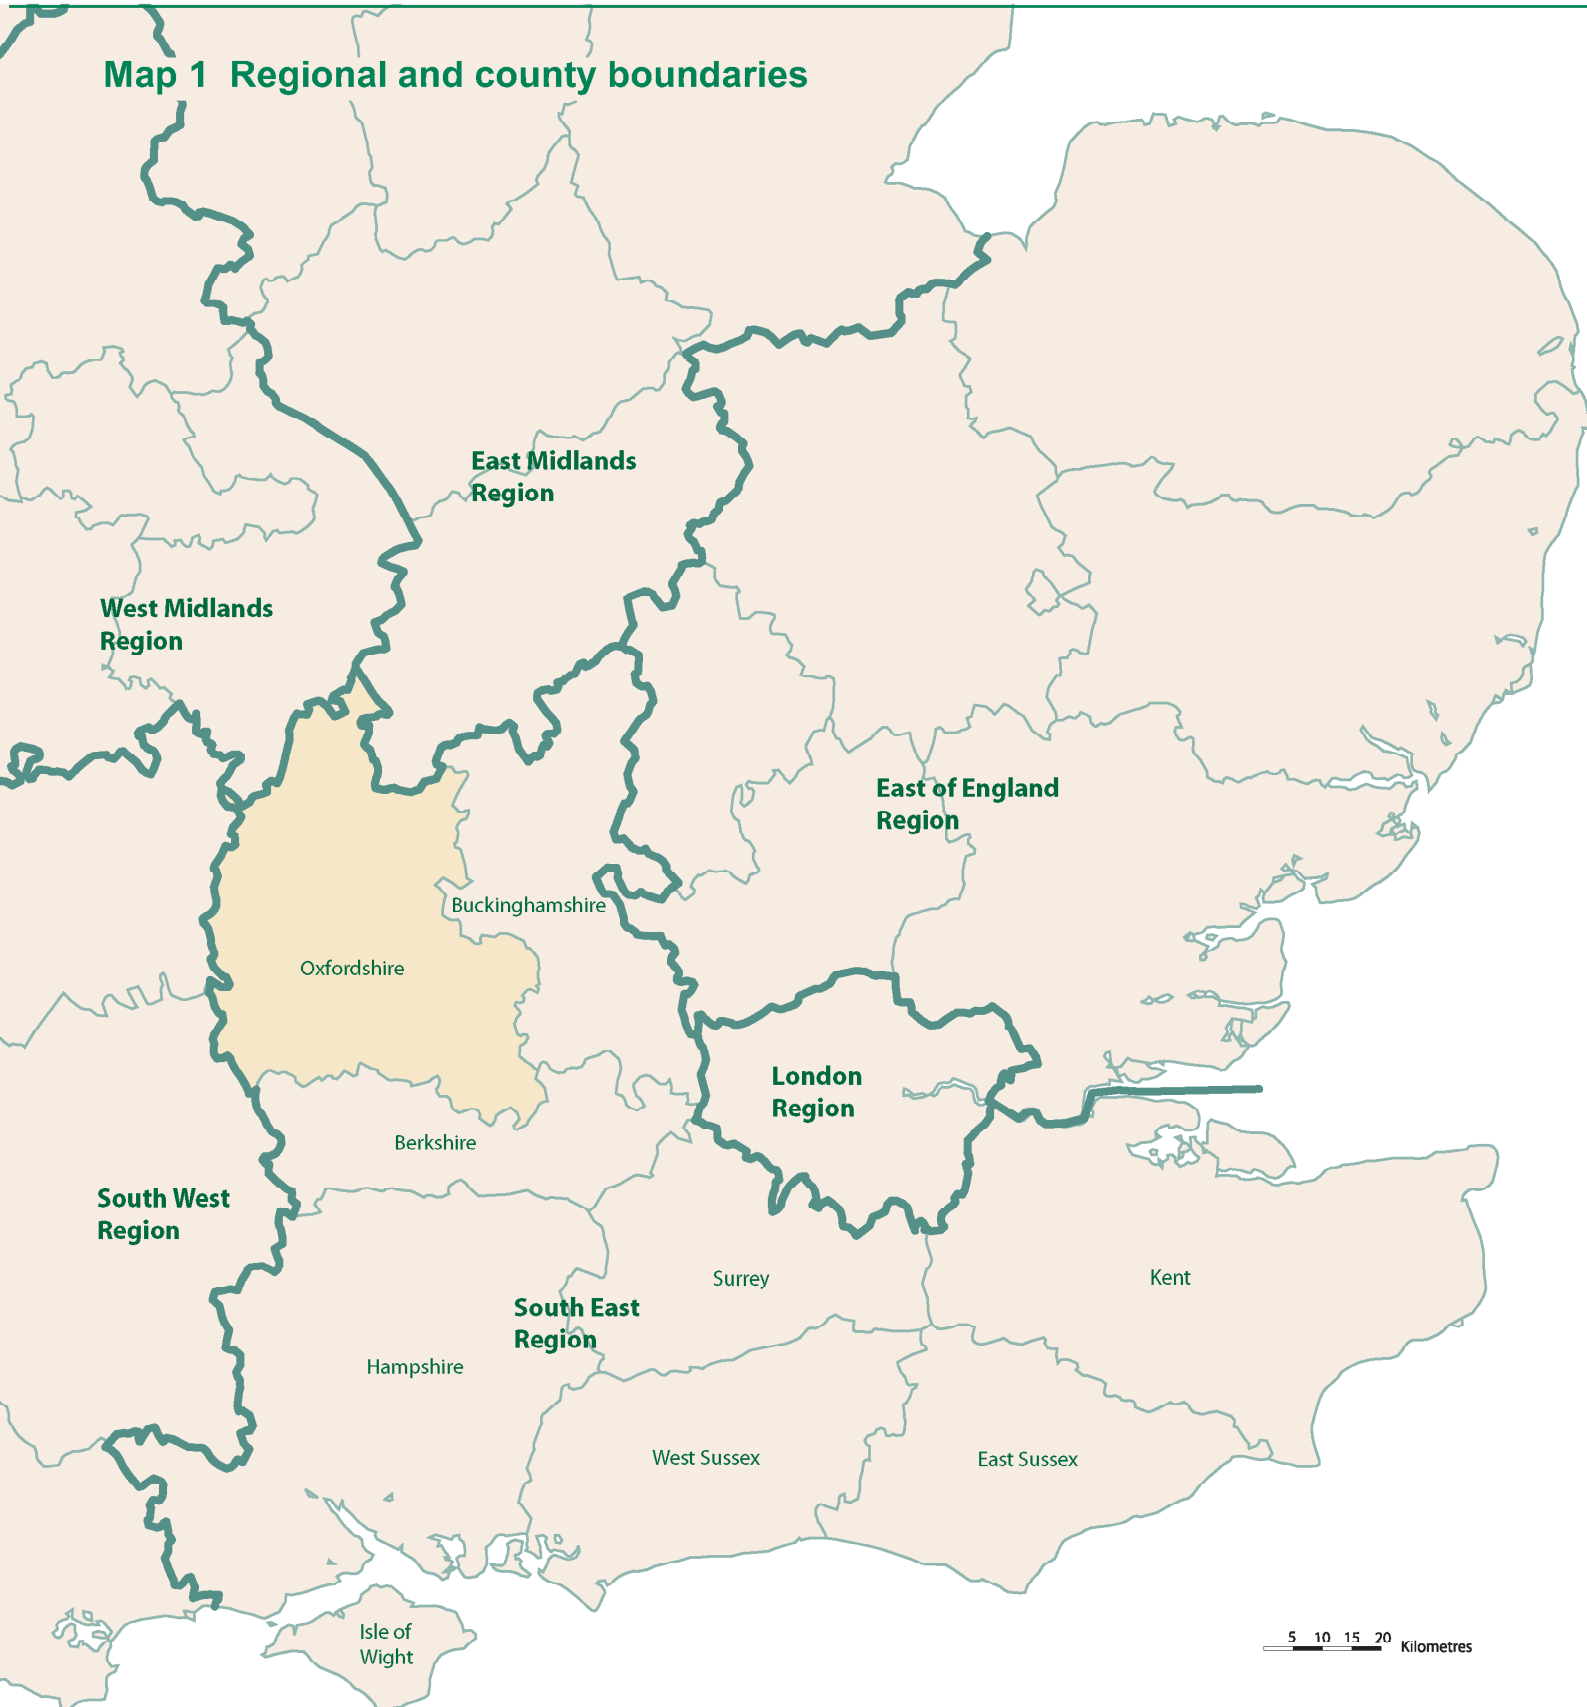 Map 1 Regional and county boundaries
East Midlands
Region
West Midlands
Region
East of England
Region
Buckinghamshire
Oxfordshire
London
Region
Berkshire
South West
Region
Surrey
Kent
South East
Region
Hampshire
West Sussex
East Sussex
Isle of
Wight
5 10 15 20 Kilometres